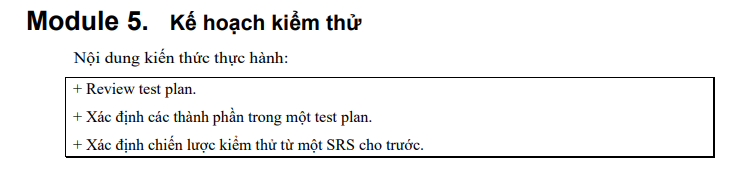 Module 5. Kế hoạch kiểm thử
Nội dung kiến thức thực hành:
+ Review test plan.
+ Xác định các thành phần trong một test plan.
+ Xác định chiến lược kiểm thử từ một SRS cho trước.